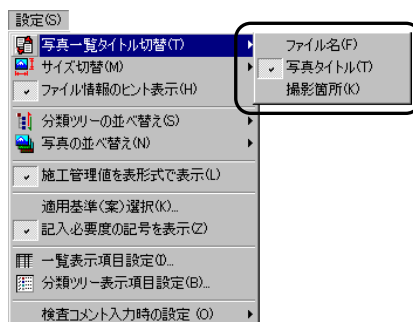 設定(S)
写真一覧タイトル切替(T)
サイズ切替(M)
ファイル情報のヒント表示(H)
分類ツリーの並べ替え(S)
写真の並べ替え(N)
施工管理値を表形式で表示(L)
適用基準(案)選択(K)...
記入必要度の記号を表示(Z)
一覧表示項目設定(I)...
分類ツリー表示項目設定(B)...
検査コメント入力時の設定 (O)
ファイル名(F)
写真タイトル(T)
撮影箇所(K)